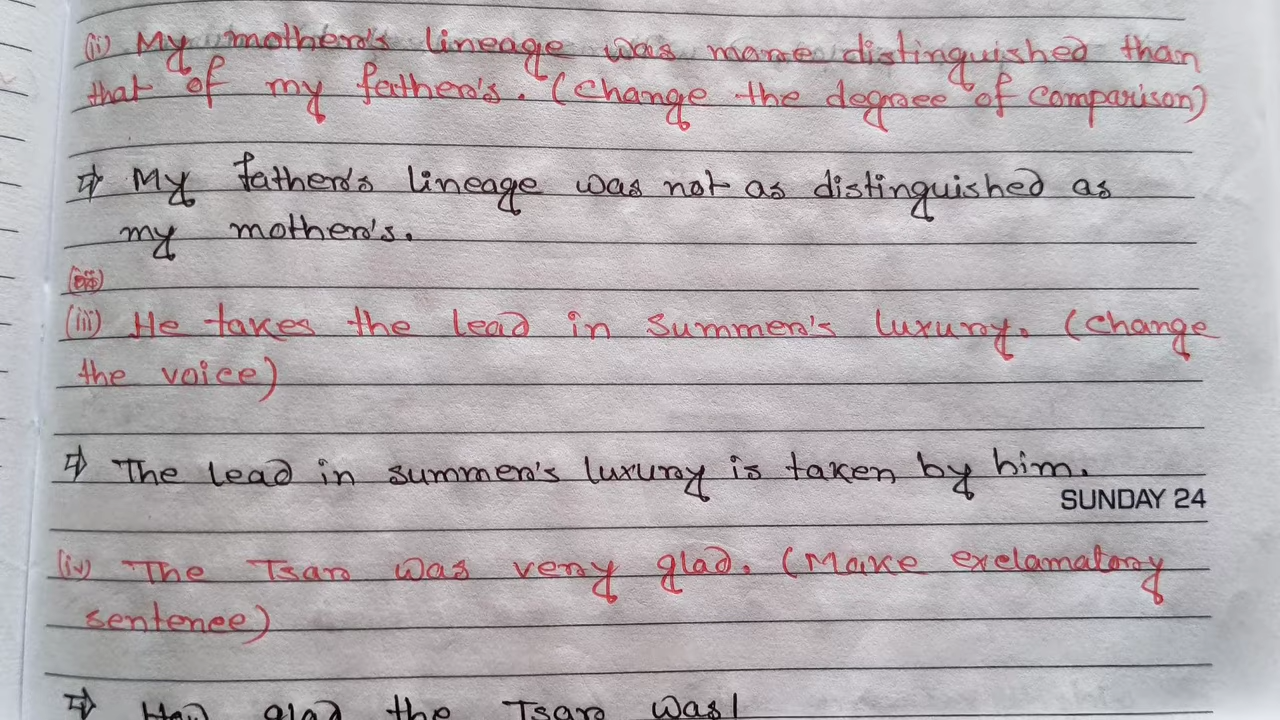 (ii) My mother's lineage was more distinguished than
that of my father's. (Change the degree of comparison)
⇒ My father's lineage was not as distinguished as
my mother's.
(iii) He takes the lead in summer's luxury. (Change
the voice)
⇒ The lead in summer's luxury is taken by him.
SUNDAY 24
(iv) The Tsar was very glad. (Make exclamatory
sentence)
⇒ How glad the Tsar was!